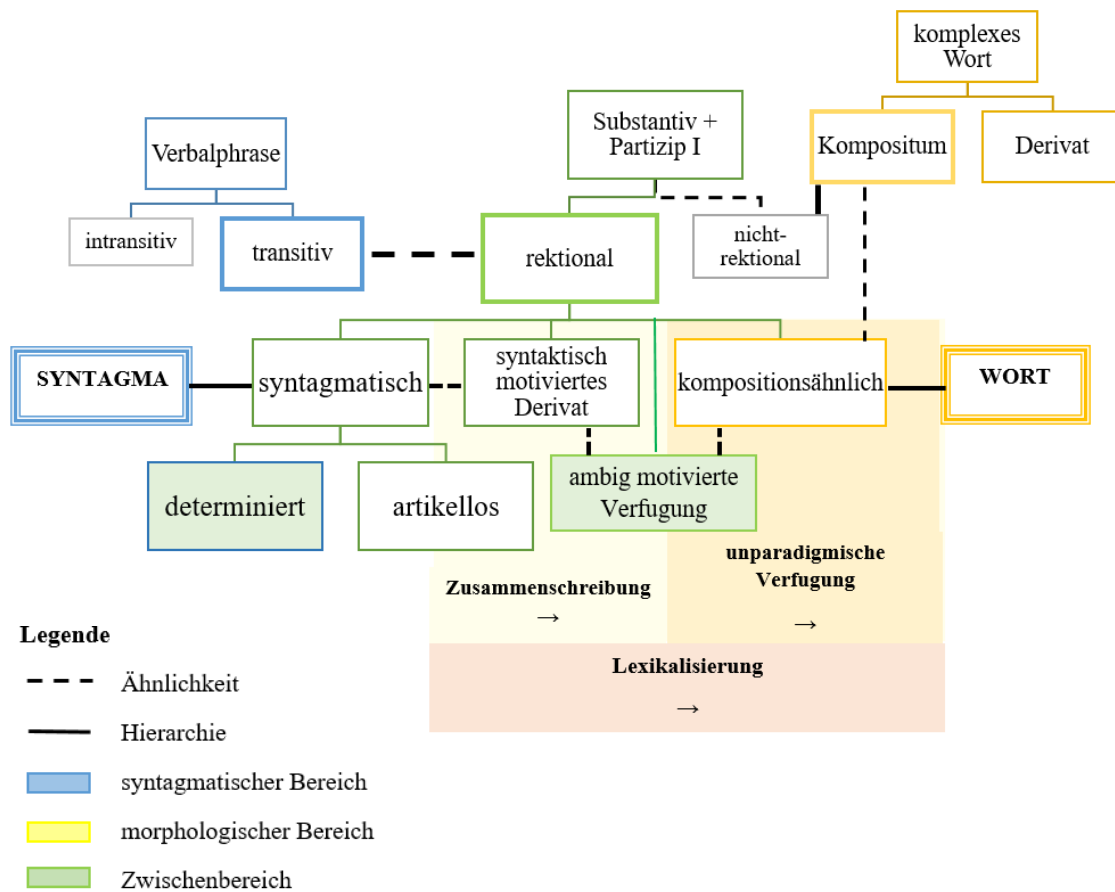 komplexes
Wort
Substantiv +
Partizip I
Kompositum
Derivat
Verbalphrase
intransitiv
transitiv
rektional
nicht-
rektional
SYNTAGMA
syntagmatisch
syntaktisch
motiviertes
Derivat
kompositionsähnlich
WORT
determiniert
artikellos
ambig motivierte
Verfugung
Zusammenschreibung
→
unparadigmische
Verfugung
→
Lexikalisierung
→
Legende
Ähnlichkeit
Hierarchie
syntagmatischer Bereich
morphologischer Bereich
Zwischenbereich